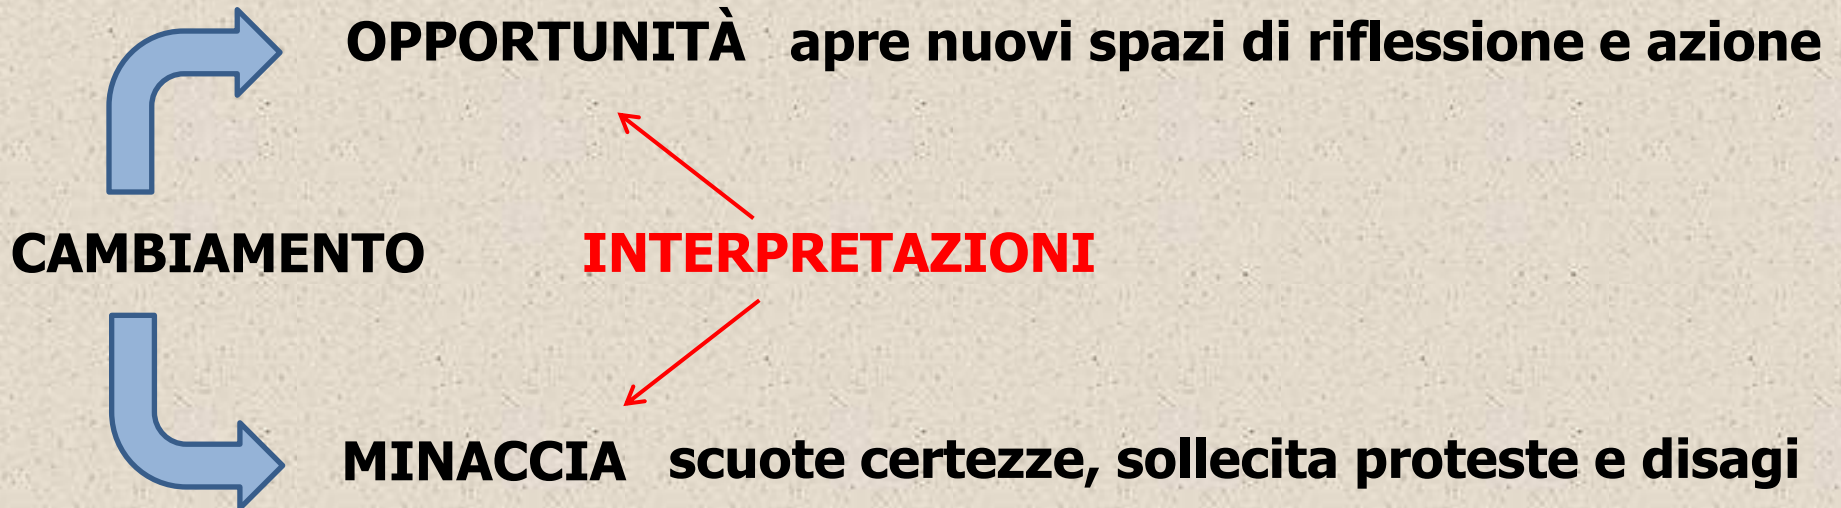 OPPORTUNITÀ apre nuovi spazi di riflessione e azione
CAMBIAMENTO INTERPRETAZIONI
MINACCIA scuote certezze, sollecita proteste e disagi